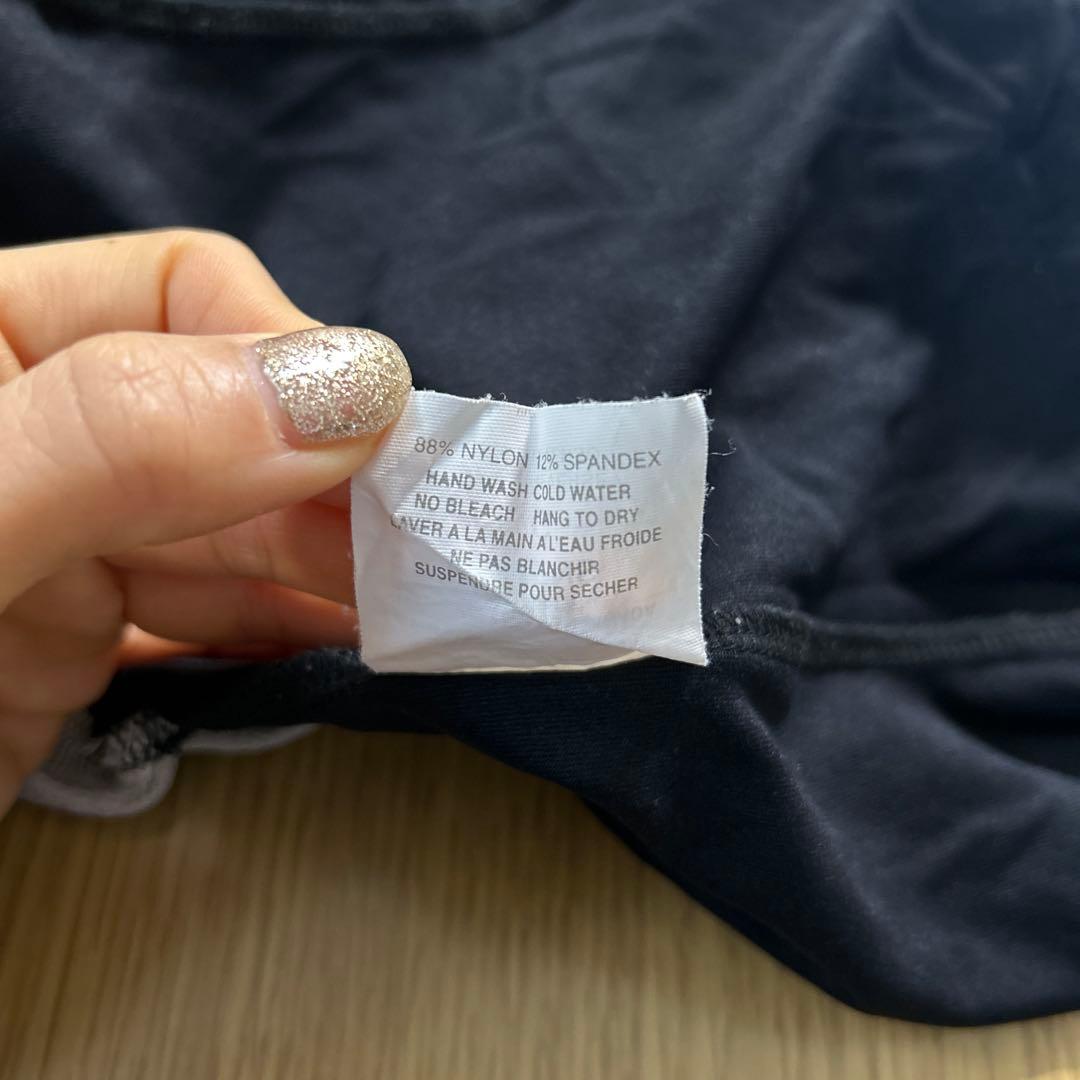 88% NYLON 12% SPANDEX
HAND WASH COLD WATER
NO BLEACH HANG TO DRY
LAVER A LA MAIN A L'EAU FROIDE
NE PAS BLANCHIR
SUSPENDRE POUR SECHER